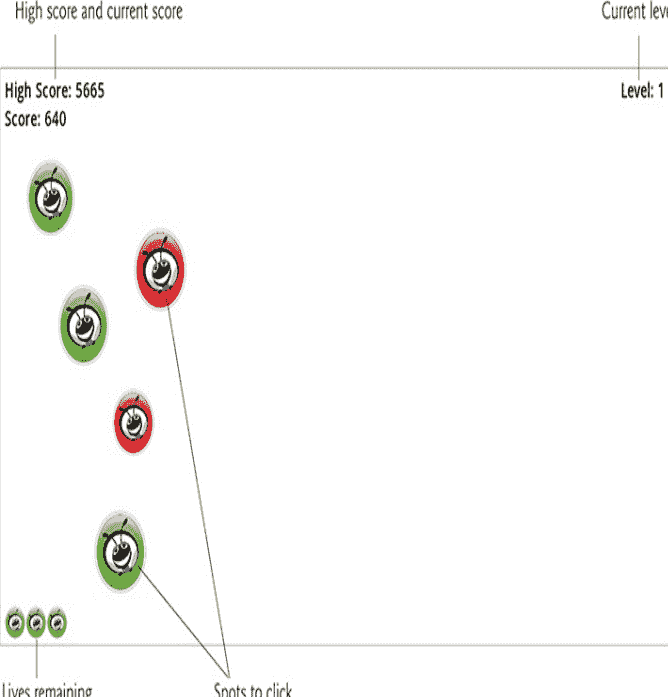 High score and current score
Current leve
High Score: 5665
Level: 1
Score: 640
Lives remaining
Spots to click